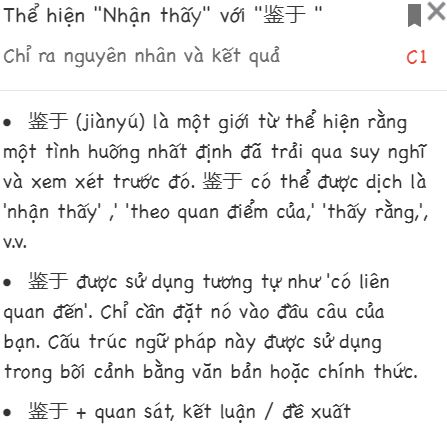 Thể hiện "Nhận thấy" với "鉴于 "
Chỉ ra nguyên nhân và kết quả
C1
• 鉴于 (jiànyú) là một giới từ thể hiện rằng
một tình huống nhất định đã trải qua suy nghĩ
và xem xét trước đó. 鉴于 có thể được dịch là
'nhận thấy' ,' 'theo quan điểm của,' 'thấy rằng,',
v.v.
• 鉴于 được sử dụng tương tự như 'có liên
quan đến'. Chỉ cần đặt nó vào đầu câu của
bạn. Cấu trúc ngữ pháp này được sử dụng
trong bối cảnh bằng văn bản hoặc chính thức.
• 鉴于 + quan sát, kết luận / đề xuất